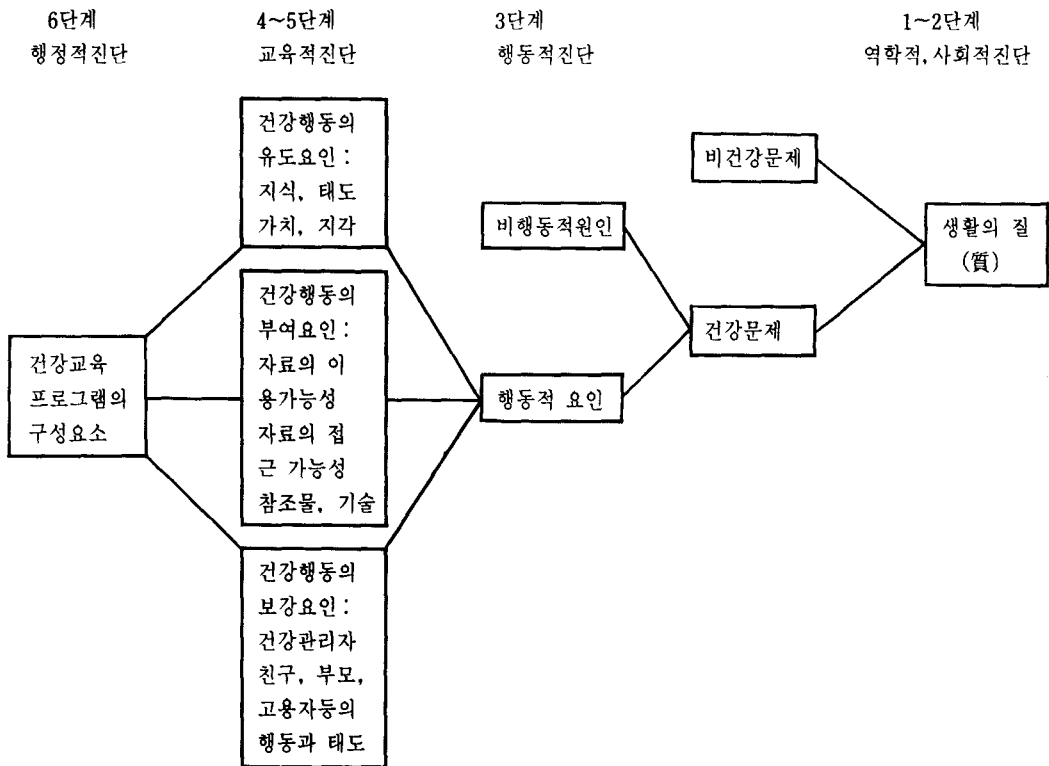 6단계
행정적진단
4~5단계
교육적진단
3단계
행동적진단
1~2단계
역학적, 사회적진단
건강교육
프로그램의
구성요소
건강행동의
유도요인:
지식, 태도
가치, 지각
건강행동의
부여요인:
자료의 이
용가능성
자료의 접
근 가능성
참조물, 기술
건강행동의
보강요인:
건강관리자
친구, 부모,
고용자등의
행동과 태도
비행동적원인
행동적 요인
비건강문제
건강문제
생활의 질
(質)